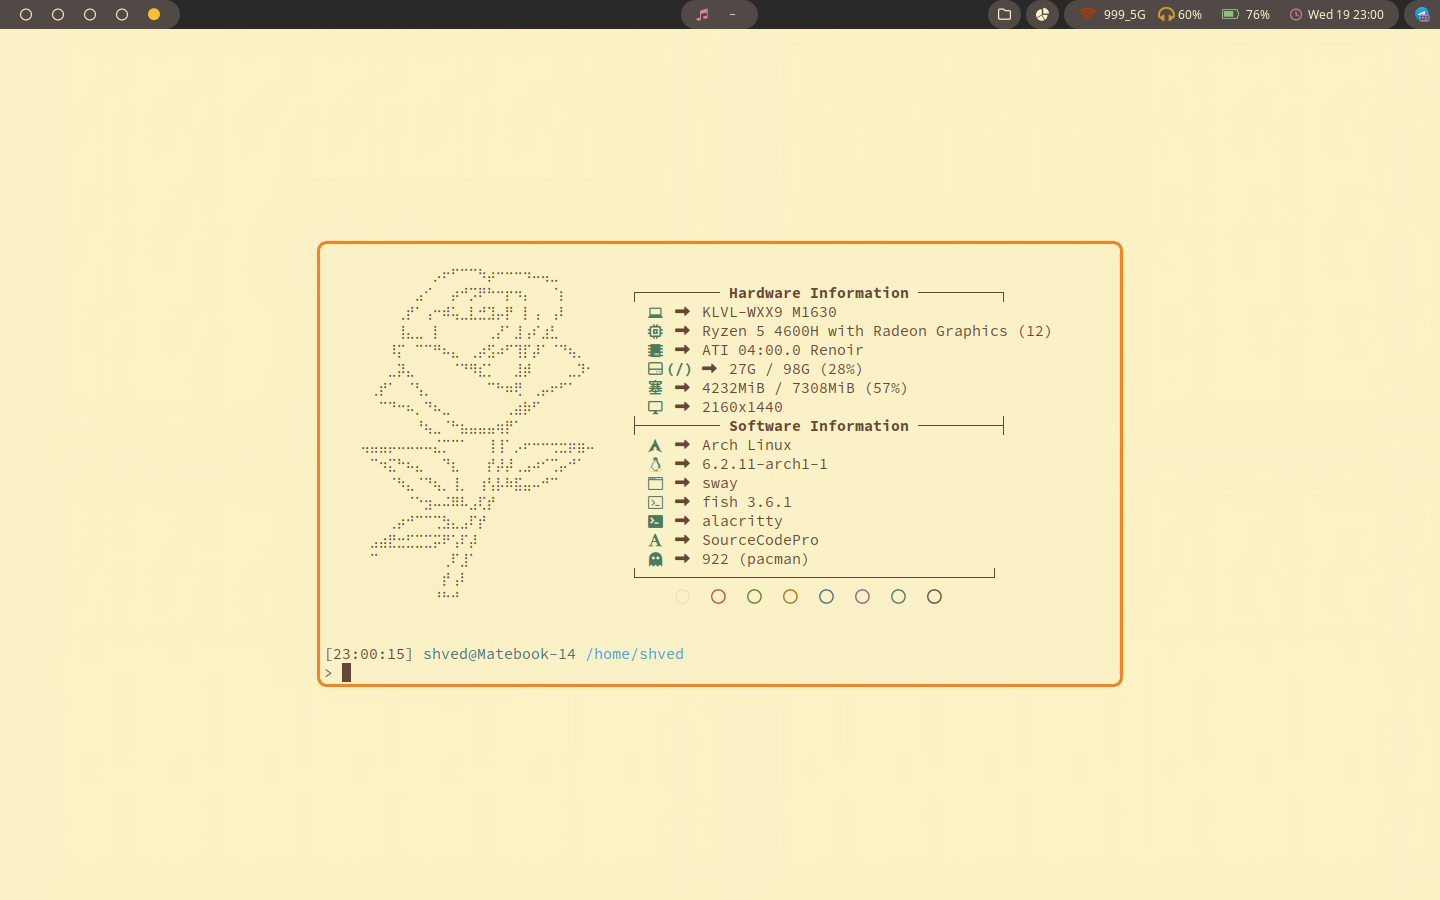 –
999_5G 60% 76% Wed 19 23:00
Hardware Information
KLVL-WXX9 M1630
Ryzen 5 4600H with Radeon Graphics (12)
ATI 04:00.0 Renoir
(/) 27G / 98G (28%)
塞 4232MiB / 7308MiB (57%)
2160x1440
Software Information
Arch Linux
6.2.11-arch1-1
sway
fish 3.6.1
alacritty
A SourceCodePro
922 (pacman)
[23:00:15] shved@Matebook-14 /home/shved
>